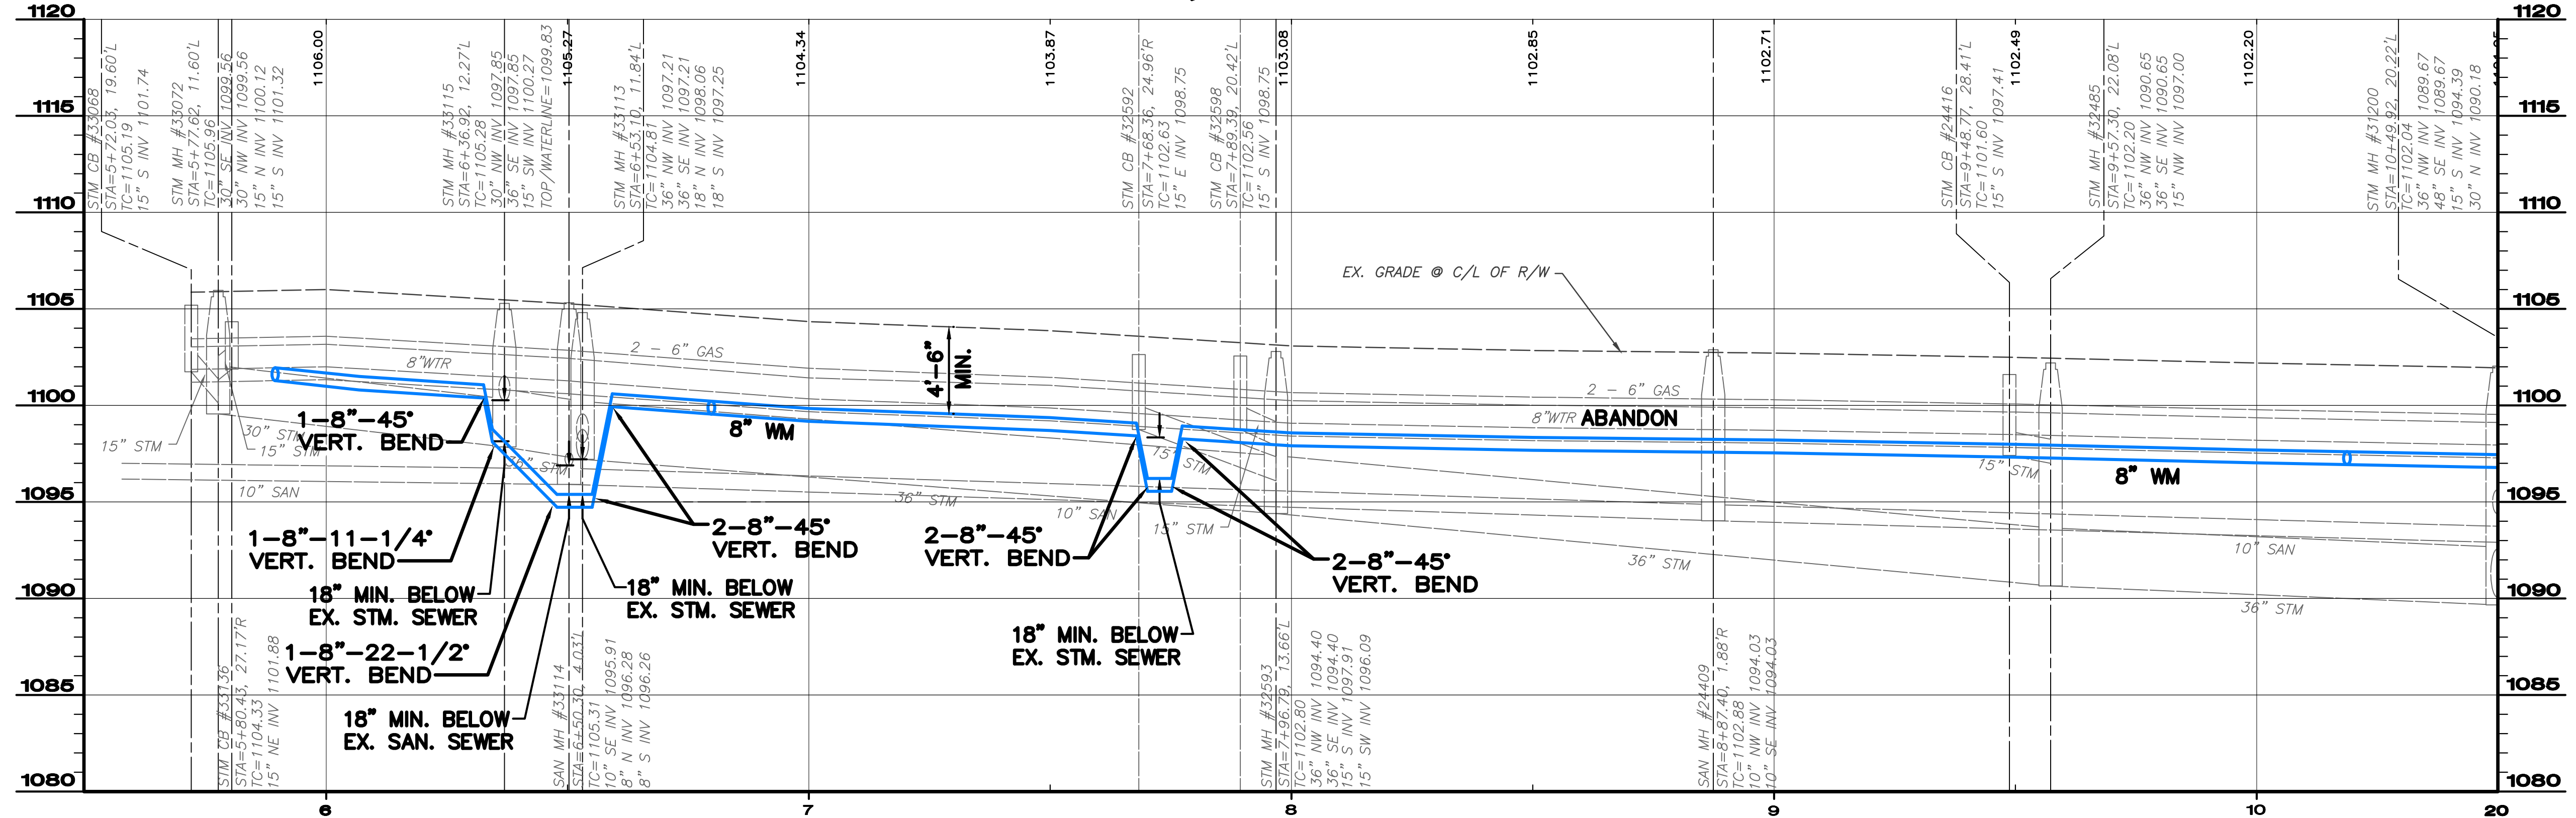 1120
1120
1115
1115
1110
1110
1105
1105
1100
1100
1095
1095
1090
1090
1085
1085
1080
1080
1106.00
1105.27
1104.34
1103.87
1103.08
1102.85
1102.71
1102.49
1102.20
STM CB #33068
STA=5+72.03, 19.60'L
TC=1105.19
15" S INV 1101.74
STM MH #33072
STA=5+77.62, 11.60'L
TC=1105.96
30" SE INV 1099.56
30" NW INV 1099.56
15" N INV 1100.12
15" S INV 1101.32
STM MH #33115
STA=6+36.92, 12.27'L
TC=1105.28
30" NW INV 1097.85
36" SE INV 1097.85
15" SW INV 1100.27
TOP/WATERLINE=1099.83
STM MH #33113
STA=6+53.10, 11.84'L
TC=1104.81
36" NW INV 1097.21
36" SE INV 1097.21
18" N INV 1098.06
18" S INV 1097.25
STM CB #32592
STA=7+68.36, 24.96'R
TC=1102.63
15" E INV 1098.75
STM CB #32598
STA=7+89.39, 20.42'L
TC=1102.56
15" S INV 1098.75
STM CB #24416
STA=9+48.77, 28.41'L
TC=1101.60
15" S INV 1097.41
STM MH #32485
STA=9+57.30, 22.08'L
TC=1102.20
36" NW INV 1090.65
36" SE INV 1090.65
15" NW INV 1097.00
STM MH #31200
STA=10+49.92, 20.22'L
TC=1102.04
36" NW INV 1089.67
48" SE INV 1089.67
15" S INV 1094.39
30" N INV 1090.18
EX. GRADE @ C/L OF R/W
2 - 6" GAS
8"WTR
4'-6"
MIN.
2 - 6" GAS
8"WTR
ABANDON
1-8"-45°
VERT. BEND
15" STM
30" STM
15" STM
36" STM
10" SAN
8" WM
15" STM
15" STM
8" WM
36" STM
10" SAN
15" STM
36" STM
10" SAN
36" STM
1-8"-11-1/4°
VERT. BEND
2-8"-45°
VERT. BEND
2-8"-45°
VERT. BEND
2-8"-45°
VERT. BEND
18" MIN. BELOW
EX. STM. SEWER
18" MIN. BELOW
EX. STM. SEWER
1-8"-22-1/2°
VERT. BEND
18" MIN. BELOW
EX. STM. SEWER
18" MIN. BELOW
EX. SAN. SEWER
STM CB #33136
STA=5+80.43, 27.17'R
TC=1104.33
15" NE INV 1101.88
SAN MH #33114
STA=6+50.30, 4.03'L
TC=1105.31
10" SE INV 1095.91
8" N INV 1096.28
8" S INV 1096.26
STM MH #32593
STA=7+96.79, 13.66'L
TC=1102.80
36" NW INV 1094.40
36" SE INV 1094.40
15" S INV 1097.91
15" SW INV 1096.09
SAN MH #24409
STA=8+87.40, 1.88'R
TC=1102.88
10" NW INV 1094.03
10" SE INV 1094.03
6
7
8
9
10
20